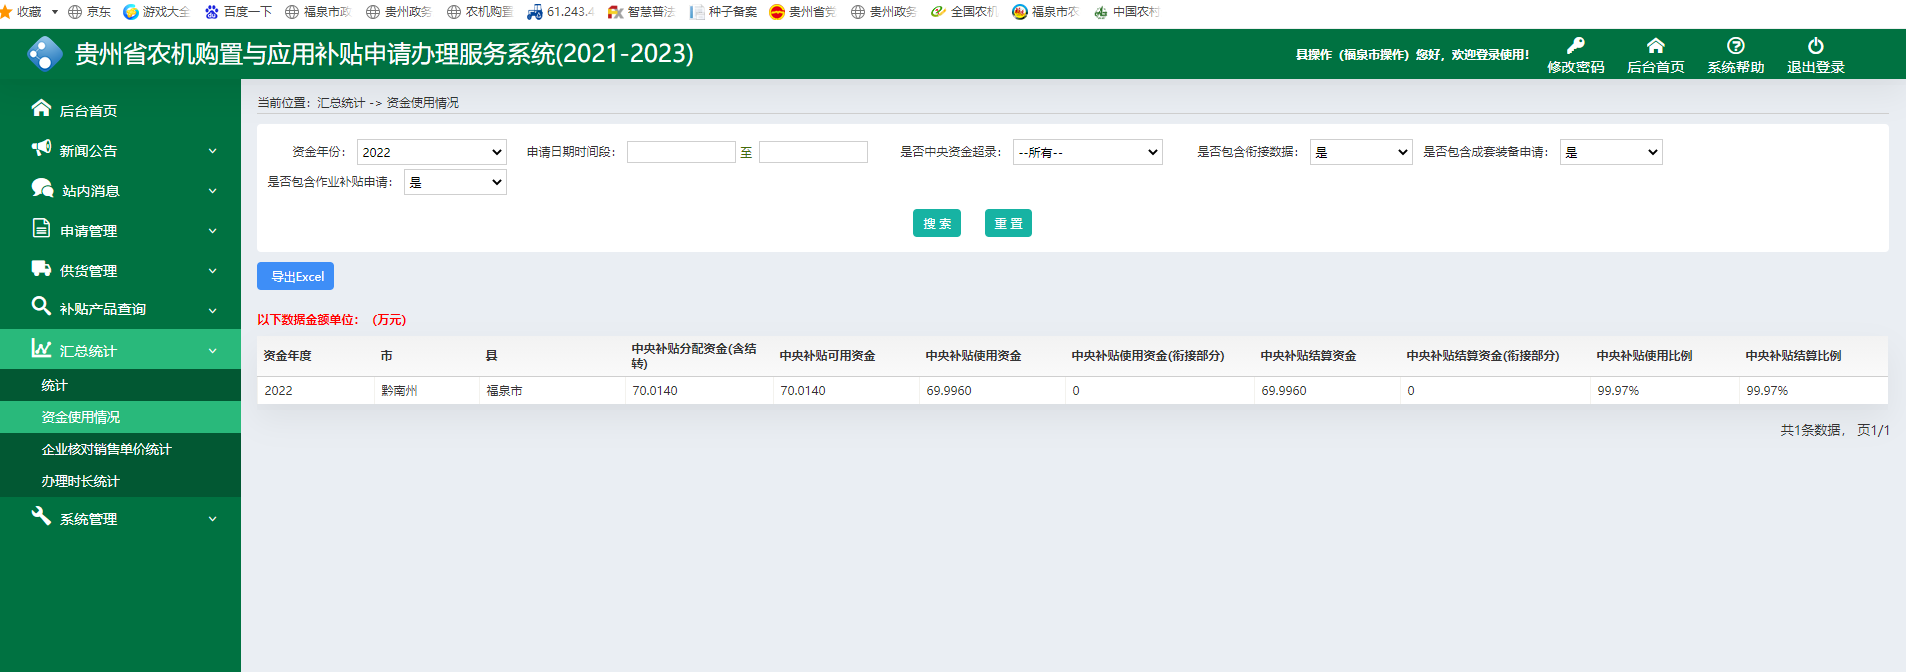 收藏 京东 游戏大全 百度一下 福泉市政 贵州政务 农机购置 61.243.4 智慧普法 种子备案 贵州省党 贵州政务 全国农机 福泉市农 中国农村
贵州省农机购置与应用补贴申请办理服务系统(2021-2023)
县操作（福泉市操作）您好，欢迎登录使用！
修改密码 后台首页 系统帮助 退出登录
后台首页
新闻公告
站内消息
申请管理
供货管理
补贴产品查询
汇总统计
统计
资金使用情况
企业核对销售单价统计
办理时长统计
系统管理
当前位置：汇总统计 -> 资金使用情况
资金年份： 2022 申请日期时间段： 至 是否中央资金超录： --所有-- 是否包含衔接数据： 是 是否包含成套装备申请： 是
是否包含作业补贴申请： 是
搜 索 重 置
导出Excel
以下数据金额单位：（万元）
资金年度 市 县 中央补贴分配资金(含结转) 中央补贴可用资金 中央补贴使用资金 中央补贴使用资金(衔接部分) 中央补贴结算资金 中央补贴结算资金(衔接部分) 中央补贴使用比例 中央补贴结算比例
2022 黔南州 福泉市 70.0140 70.0140 69.9960 0 69.9960 0 99.97% 99.97%
共1条数据， 页1/1